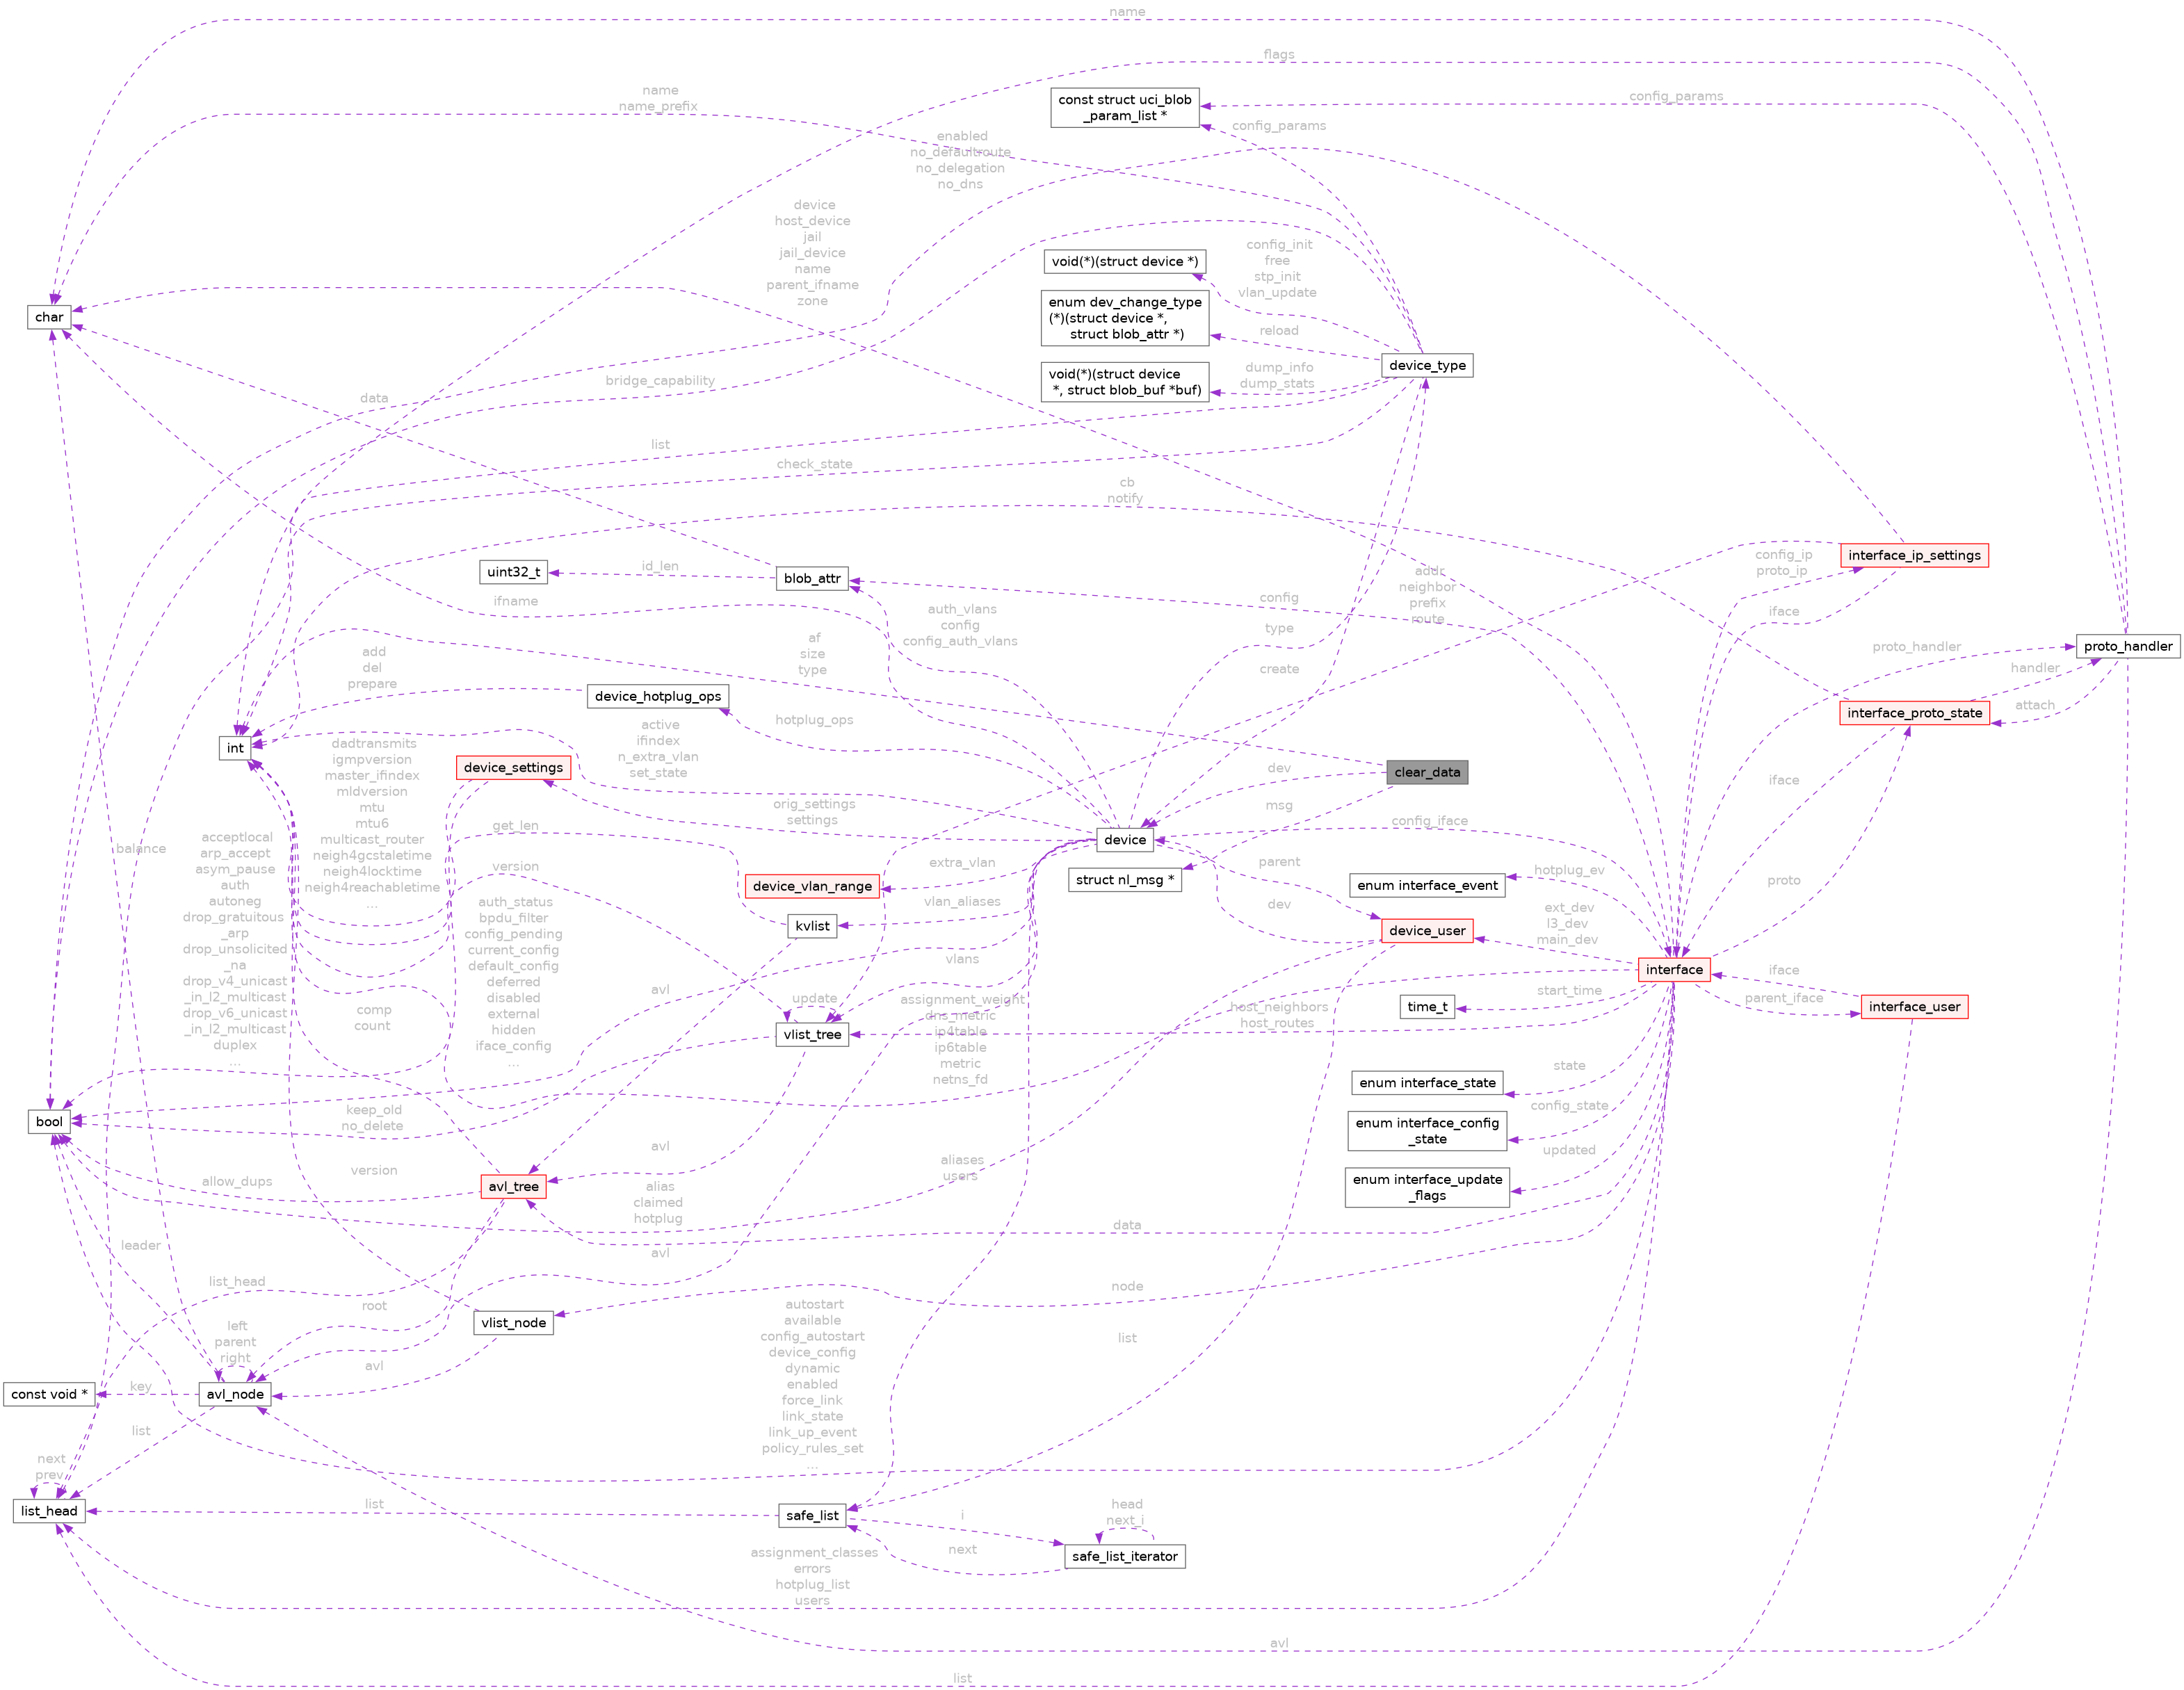 name
flags
name
name_prefix
const struct uci_blob
_param_list *
config_params
config_params
enabled
no_defaultroute
no_delegation
no_dns
device
host_device
jail
jail_device
name
parent_ifname
zone
void(*)(struct device *)
config_init
free
stp_init
vlan_update
enum dev_change_type
(*)(struct device *,
struct blob_attr *)
reload
void(*)(struct device
*, struct blob_buf *buf)
dump_info
dump_stats
device_type
char
bridge_capability
data
list
check_state
cb
notify
interface_ip_settings
config_ip
proto_ip
uint32_t
id_len
blob_attr
addr
neighbor
prefix
route
config
iface
ifname
auth_vlans
config
config_auth_vlans
type
create
proto_handler
proto_handler
handler
attach
interface_proto_state
af
size
type
add
del
prepare
device_hotplug_ops
hotplug_ops
int
active
ifindex
n_extra_vlan
set_state
device_settings
orig_settings
settings
dev
clear_data
msg
iface
dadtransmits
igmpversion
master_ifindex
mldversion
mtu
mtu6
multicast_router
neigh4gcstaletime
neigh4locktime
neigh4reachabletime
...
get_len
device
config_iface
balance
acceptlocal
arp_accept
asym_pause
auth
autoneg
drop_gratuitous
_arp
drop_unsolicited
_na
drop_v4_unicast
_in_l2_multicast
drop_v6_unicast
_in_l2_multicast
duplex
...
version
extra_vlan
device_vlan_range
struct nl_msg *
parent
enum interface_event
hotplug_ev
proto
auth_status
bpdu_filter
config_pending
current_config
default_config
deferred
disabled
external
hidden
iface_config
...
vlan_aliases
kvlist
dev
device_user
ext_dev
l3_dev
main_dev
interface
iface
interface_user
parent_iface
vlans
avl
comp
count
update
vlist_tree
assignment_weight
dns_metric
ip4table
ip6table
metric
netns_fd
host_neighbors
host_routes
time_t
start_time
enum interface_state
state
bool
keep_old
no_delete
enum interface_config
_state
config_state
version
avl
aliases
users
enum interface_update
_flags
updated
allow_dups
avl_tree
alias
claimed
hotplug
data
leader
list_head
avl
node
root
vlist_node
left
parent
right
autostart
available
config_autostart
device_config
dynamic
enabled
force_link
link_state
link_up_event
policy_rules_set
...
list
avl
const void *
key
avl_node
list
next
prev
list_head
list
safe_list
i
head
next_i
safe_list_iterator
next
assignment_classes
errors
hotplug_list
users
avl
list